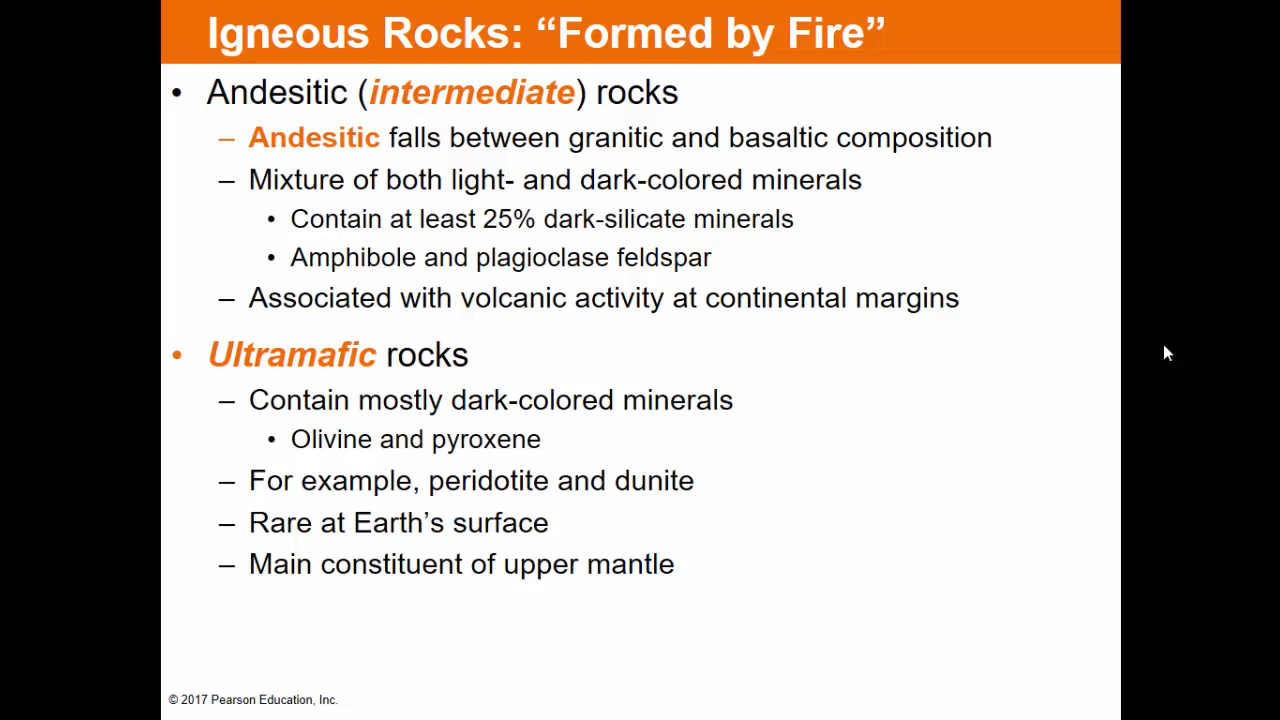 Igneous Rocks: “Formed by Fire”
• Andesitic (intermediate) rocks
– Andesitic falls between granitic and basaltic composition
– Mixture of both light- and dark-colored minerals
• Contain at least 25% dark-silicate minerals
• Amphibole and plagioclase feldspar
– Associated with volcanic activity at continental margins
• Ultramafic rocks
– Contain mostly dark-colored minerals
• Olivine and pyroxene
– For example, peridotite and dunite
– Rare at Earth’s surface
– Main constituent of upper mantle
© 2017 Pearson Education, Inc.